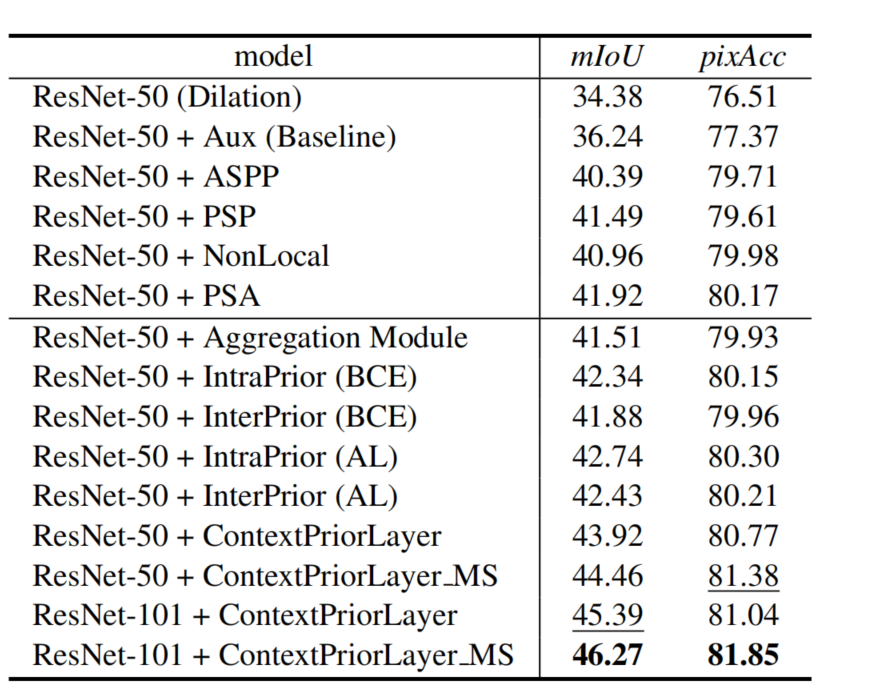 model mIoU pixAcc
ResNet-50 (Dilation) 34.38 76.51
ResNet-50 + Aux (Baseline) 36.24 77.37
ResNet-50 + ASPP 40.39 79.71
ResNet-50 + PSP 41.49 79.61
ResNet-50 + NonLocal 40.96 79.98
ResNet-50 + PSA 41.92 80.17
ResNet-50 + Aggregation Module 41.51 79.93
ResNet-50 + IntraPrior (BCE) 42.34 80.15
ResNet-50 + InterPrior (BCE) 41.88 79.96
ResNet-50 + IntraPrior (AL) 42.74 80.30
ResNet-50 + InterPrior (AL) 42.43 80.21
ResNet-50 + ContextPriorLayer 43.92 80.77
ResNet-50 + ContextPriorLayer_MS 44.46 81.38
ResNet-101 + ContextPriorLayer 45.39 81.04
ResNet-101 + ContextPriorLayer_MS 46.27 81.85